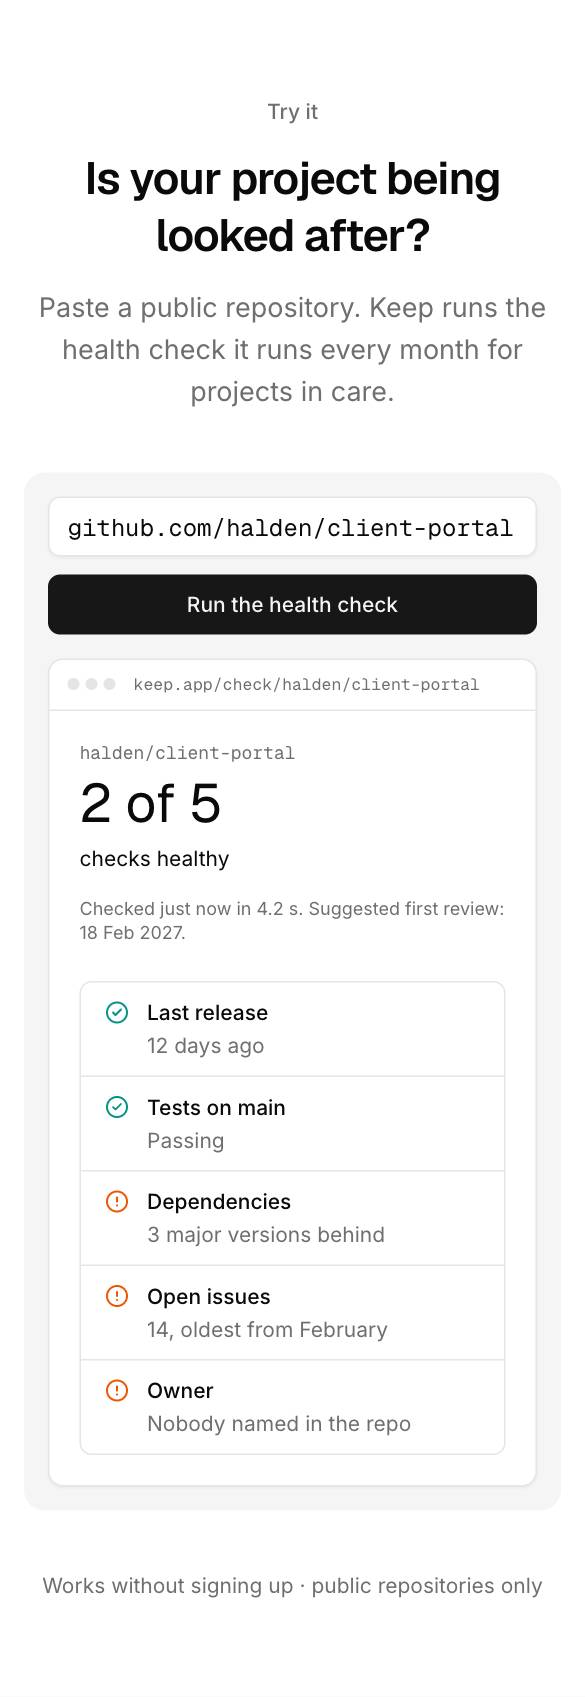 Try it
Is your project being
looked after?
Paste a public repository. Keep runs the
health check it runs every month for
projects in care.
github.com/halden/client-portal
Run the health check
keep.app/check/halden/client-portal
halden/client-portal
2 of 5
checks healthy
Checked just now in 4.2 s. Suggested first review:
18 Feb 2027.
Last release
12 days ago
Tests on main
Passing
Dependencies
3 major versions behind
Open issues
14, oldest from February
Owner
Nobody named in the repo
Works without signing up · public repositories only